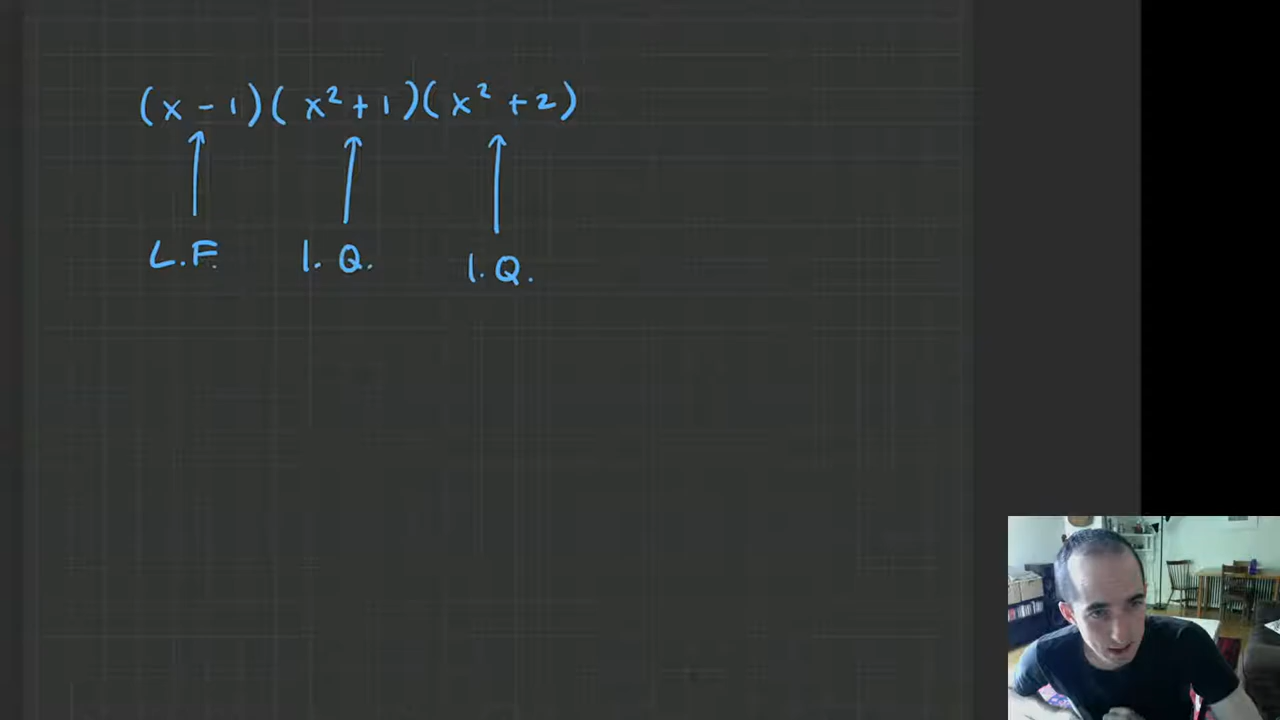 (x - 1)(x² + 1)(x² + 2)
L.F. I.Q. I.Q.